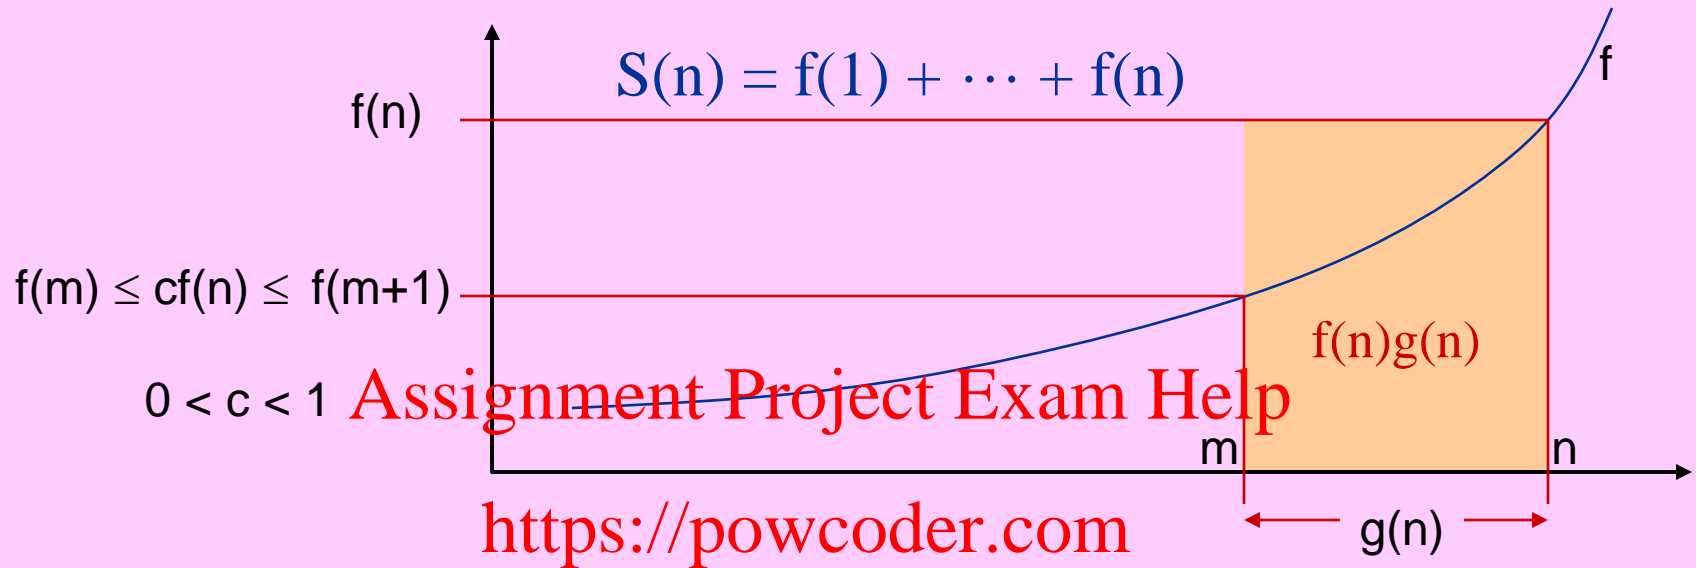 f
S(n) = f(1) + ⋯ + f(n)
f(n)
f(m) ≤ cf(n) ≤ f(m+1)
f(n)g(n)
0 < c < 1
Assignment Project Exam Help
m
n
https://powcoder.com
g(n)